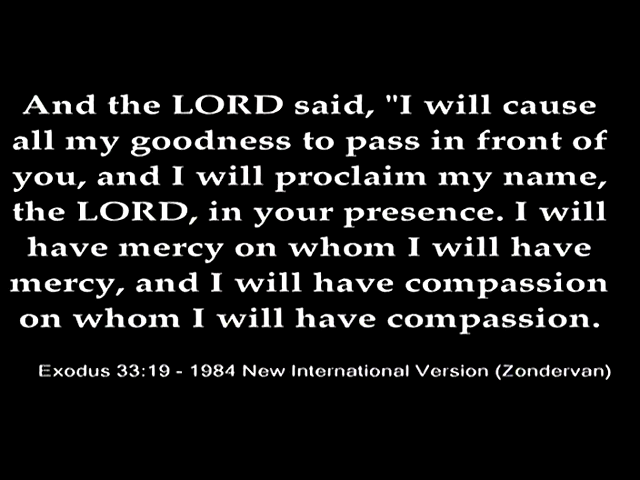 And the LORD said, "I will cause
all my goodness to pass in front of
you, and I will proclaim my name,
the LORD, in your presence. I will
have mercy on whom I will have
mercy, and I will have compassion
on whom I will have compassion.
Exodus 33:19 - 1984 New International Version (Zondervan)